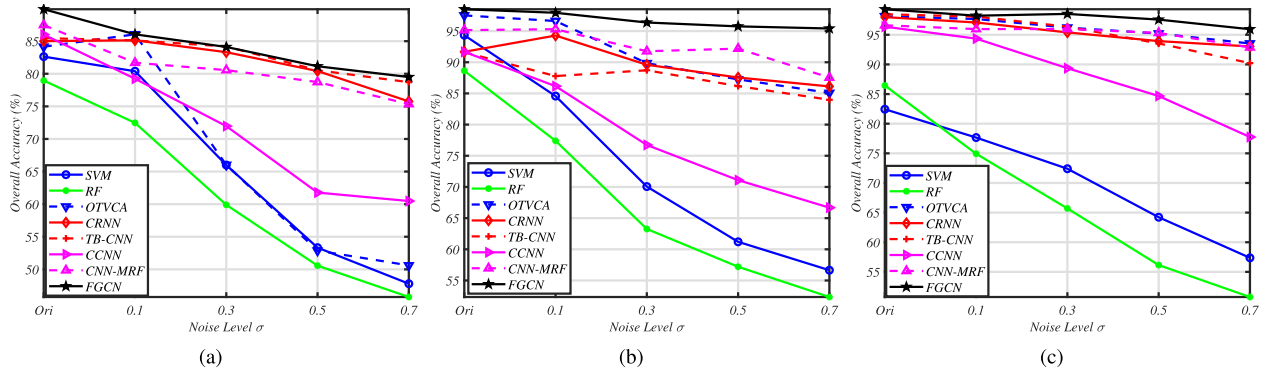 Overall Accuracy (%)
85
80
75
70
65
60
55
50
SVM
RF
OTVCA
CRNN
TB-CNN
CCNN
CNN-MRF
FGCN
Ori 0.1 0.3 0.5 0.7
Noise Level σ
(a)
Overall Accuracy (%)
95
90
85
80
75
70
65
60
55
SVM
RF
OTVCA
CRNN
TB-CNN
CCNN
CNN-MRF
FGCN
Ori 0.1 0.3 0.5 0.7
Noise Level σ
(b)
Overall Accuracy (%)
95
90
85
80
75
70
65
60
55
SVM
RF
OTVCA
CRNN
TB-CNN
CCNN
CNN-MRF
FGCN
Ori 0.1 0.3 0.5 0.7
Noise Level σ
(c)